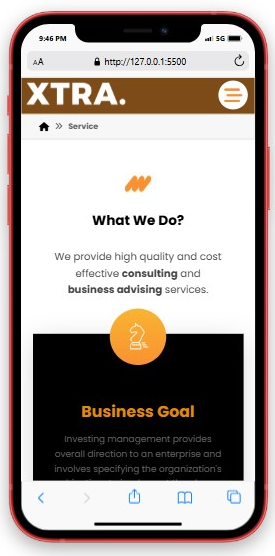 9:46 PM
5G
AA http://127.0.0.1:5500
XTRA.
Service
What We Do?
We provide high quality and cost
effective consulting and
business advising services.
Business Goal
Investing management provides
overall direction to an enterprise and
involves specifying the organization's